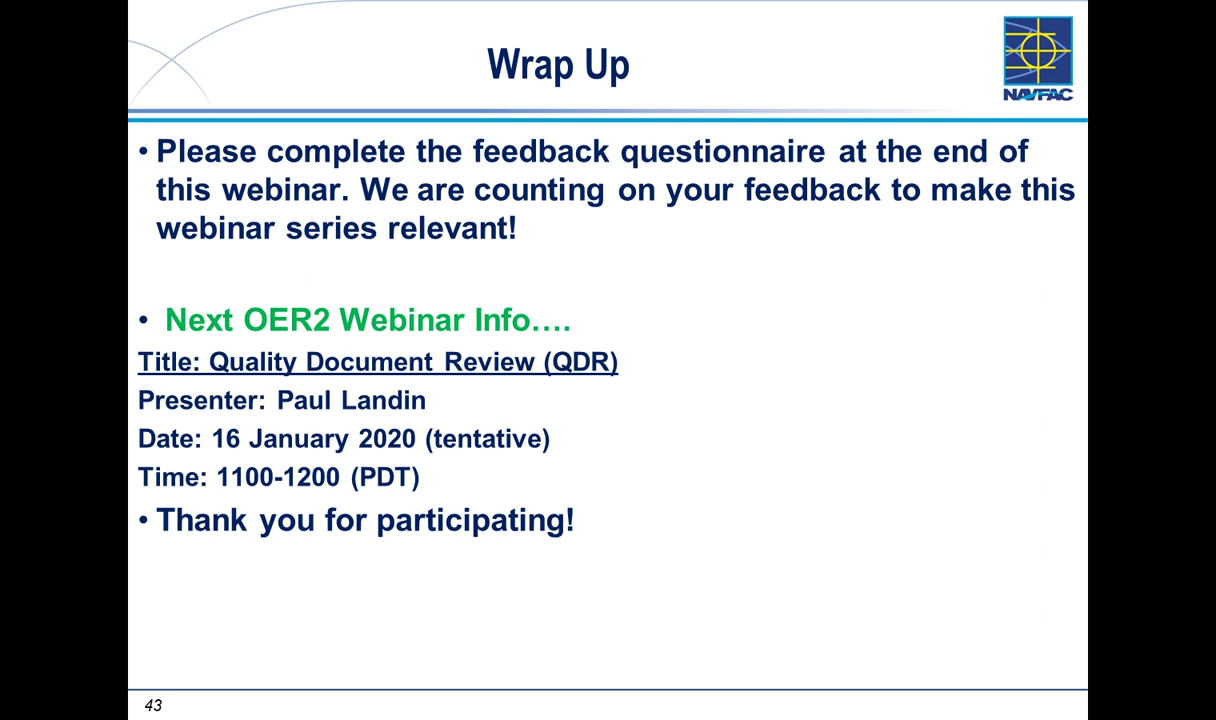 Wrap Up
NAVFAC
• Please complete the feedback questionnaire at the end of
this webinar. We are counting on your feedback to make this
webinar series relevant!
• Next OER2 Webinar Info….
Title: Quality Document Review (QDR)
Presenter: Paul Landin
Date: 16 January 2020 (tentative)
Time: 1100-1200 (PDT)
• Thank you for participating!
43